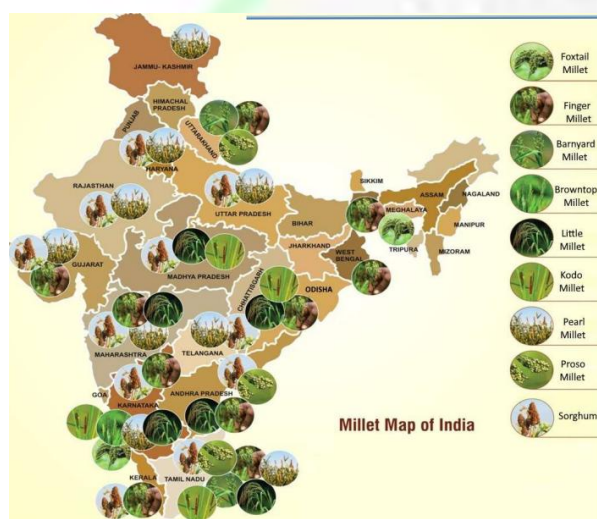 JAMMU- KASHMIR
HIMACHAL
PRADESH
PUNJAB
UTTARAKHAND
HARYANA
RAJASTHAN
UTTAR PRADESH
SIKKIM
ASSAM
NAGALAND
MEGHALAYA
MANIPUR
TRIPURA
MIZORAM
BIHAR
JHARKHAND
WEST
BENGAL
GUJARAT
MADHYA PRADESH
CHHATTISGARH
ODISHA
MAHARASHTRA
TELANGANA
GOA
KARNATAKA
ANDHRA PRADESH
KERALA
TAMIL NADU
Millet Map of India
Foxtail
Millet
Finger
Millet
Barnyard
Millet
Browntop
Millet
Little
Millet
Kodo
Millet
Pearl
Millet
Proso
Millet
Sorghum